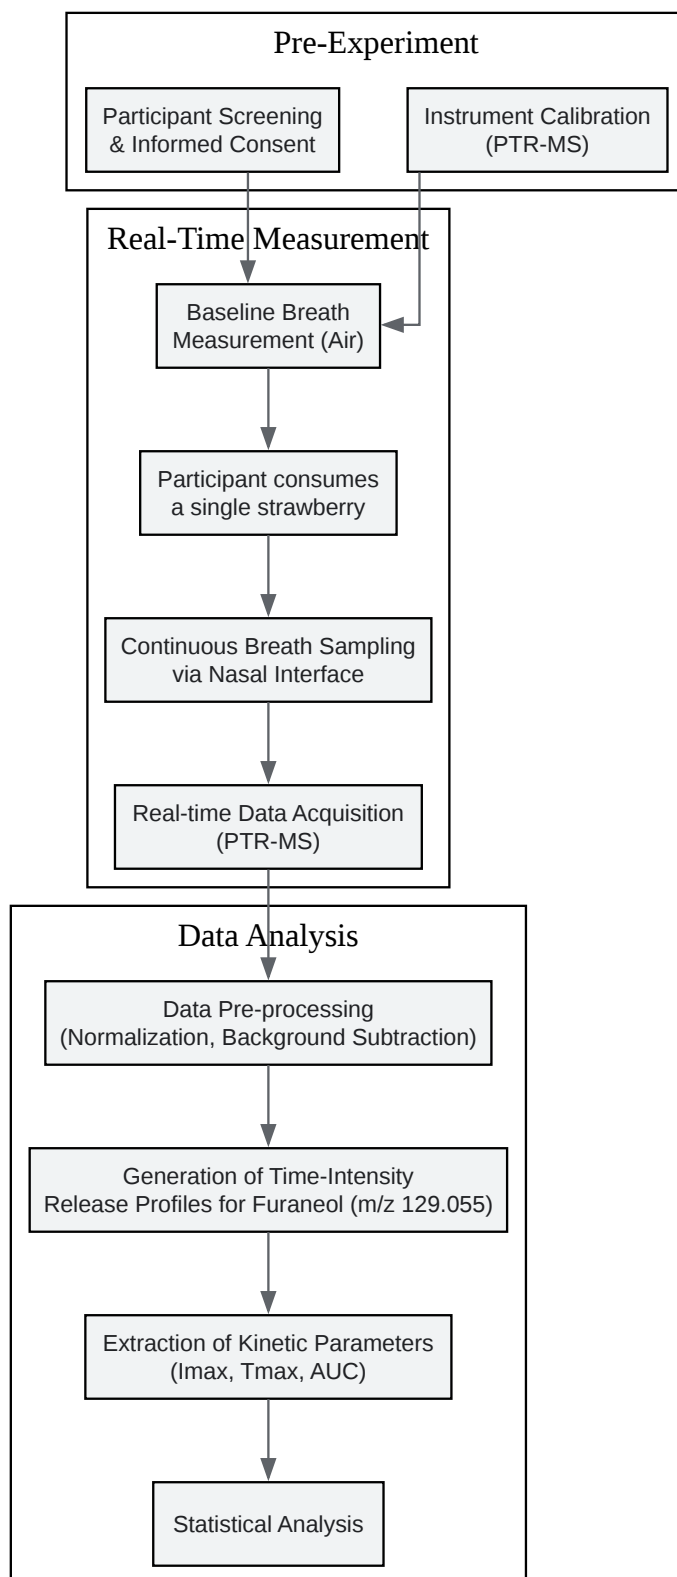 Pre-Experiment
Participant Screening
& Informed Consent
Instrument Calibration
(PTR-MS)
Real-Time Measurement
Baseline Breath
Measurement (Air)
Participant consumes
a single strawberry
Continuous Breath Sampling
via Nasal Interface
Real-time Data Acquisition
(PTR-MS)
Data Analysis
Data Pre-processing
(Normalization, Background Subtraction)
Generation of Time-Intensity
Release Profiles for Furaneol (m/z 129.055)
Extraction of Kinetic Parameters
(Imax, Tmax, AUC)
Statistical Analysis